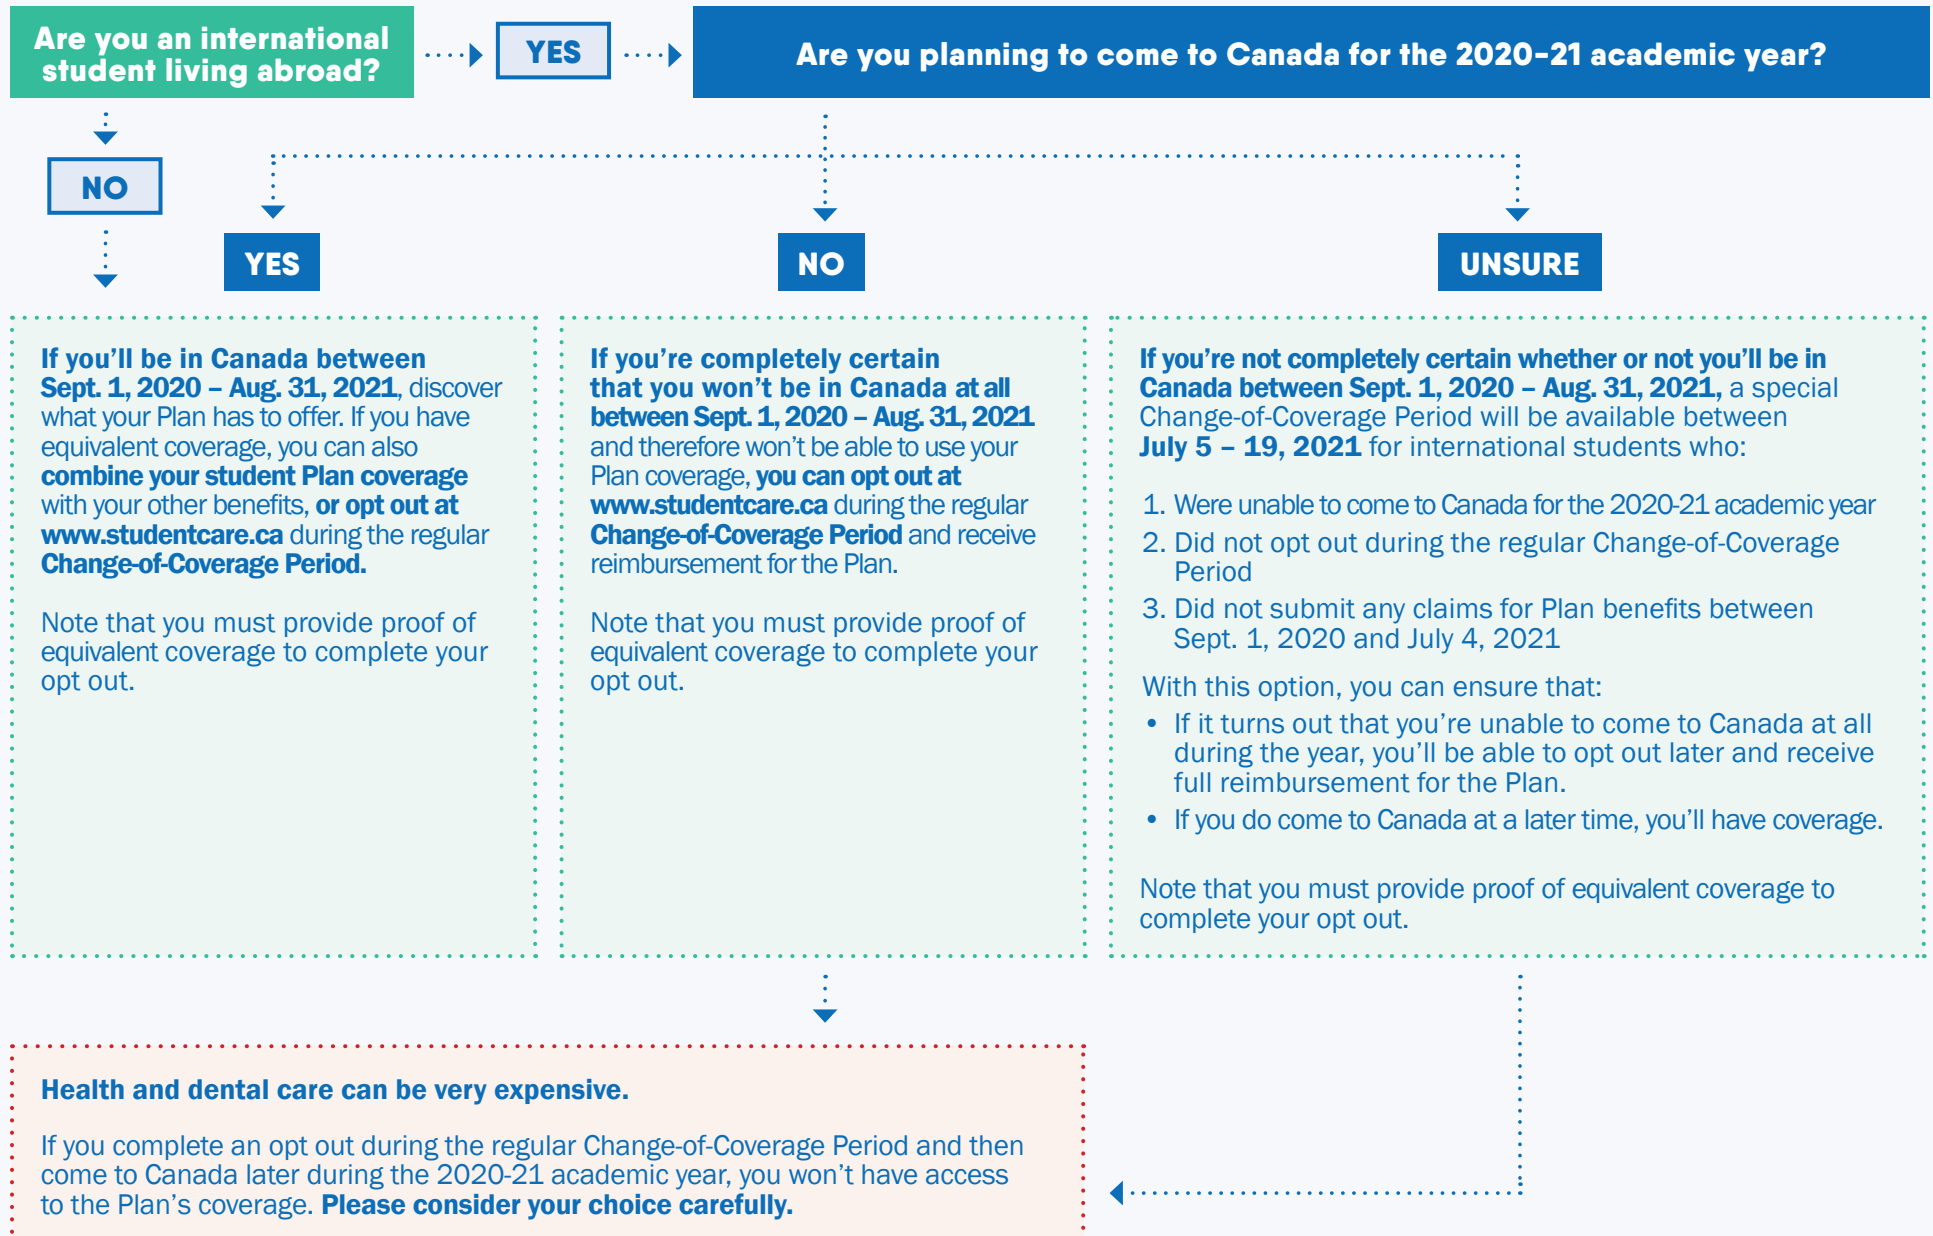 Are you an international
student living abroad?
YES
Are you planning to come to Canada for the 2020-21 academic year?
NO
YES
NO
UNSURE
If you'll be in Canada between
Sept. 1, 2020 – Aug. 31, 2021, discover
what your Plan has to offer. If you have
equivalent coverage, you can also
combine your student Plan coverage
with your other benefits, or opt out at
www.studentcare.ca during the regular
Change-of-Coverage Period.
Note that you must provide proof of
equivalent coverage to complete your
opt out.
If you're completely certain
that you won't be in Canada at all
between Sept. 1, 2020 – Aug. 31, 2021
and therefore won't be able to use your
Plan coverage, you can opt out at
www.studentcare.ca during the regular
Change-of-Coverage Period and receive
reimbursement for the Plan.
Note that you must provide proof of
equivalent coverage to complete your
opt out.
If you're not completely certain whether or not you'll be in
Canada between Sept. 1, 2020 – Aug. 31, 2021, a special
Change-of-Coverage Period will be available between
July 5 – 19, 2021 for international students who:
1. Were unable to come to Canada for the 2020-21 academic year
2. Did not opt out during the regular Change-of-Coverage
Period
3. Did not submit any claims for Plan benefits between
Sept. 1, 2020 and July 4, 2021
With this option, you can ensure that:
• If it turns out that you're unable to come to Canada at all
during the year, you'll be able to opt out later and receive
full reimbursement for the Plan.
• If you do come to Canada at a later time, you'll have coverage.
Note that you must provide proof of equivalent coverage to
complete your opt out.
Health and dental care can be very expensive.
If you complete an opt out during the regular Change-of-Coverage Period and then
come to Canada later during the 2020-21 academic year, you won't have access
to the Plan's coverage. Please consider your choice carefully.